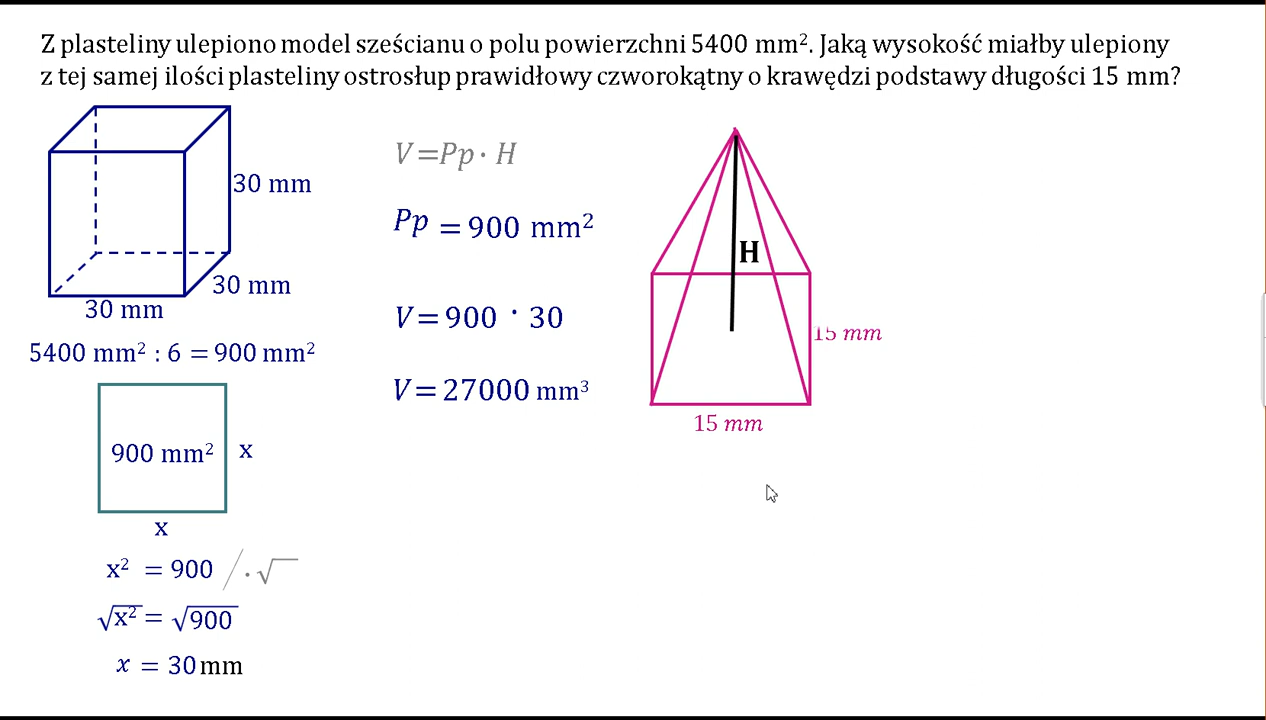 Z plasteliny ulepiono model sześcianu o polu powierzchni 5400 mm². Jaką wysokość miałby ulepiony
z tej samej ilości plasteliny ostrosłup prawidłowy czworokątny o krawędzi podstawy długości 15 mm?
30 mm
30 mm
30 mm
5400 mm² : 6 = 900 mm²
900 mm²
x
x
x² = 900 / · √
√x² = √900
x = 30 mm
V = Pp · H
Pp = 900 mm²
V = 900 · 30
V = 27000 mm³
H
15 mm
15 mm